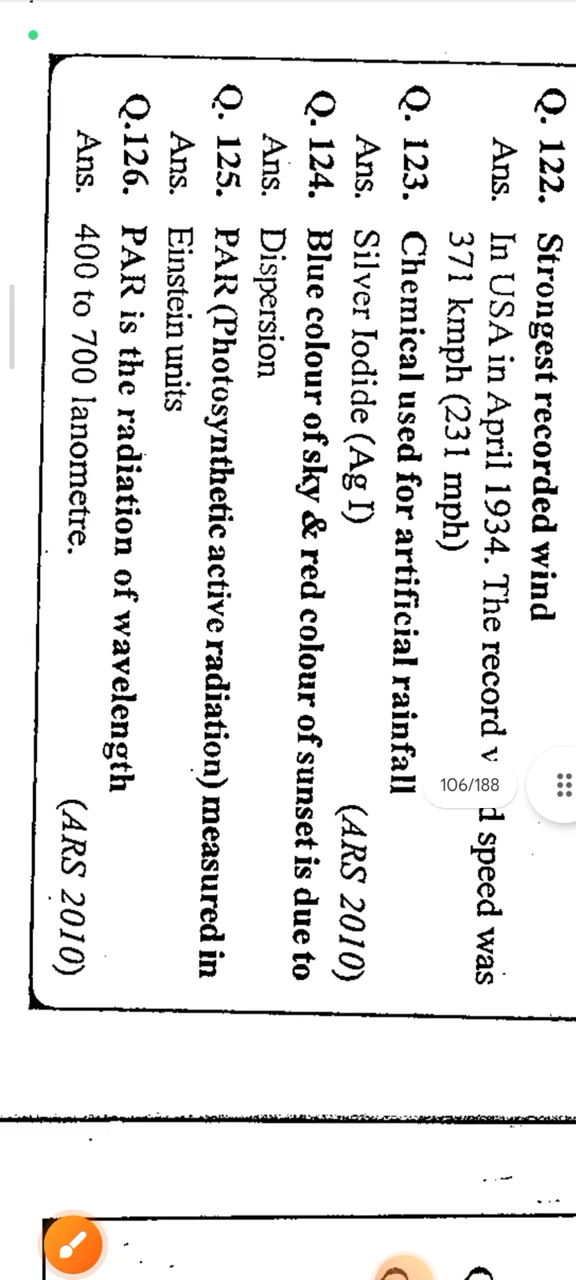 Q. 122. Strongest recorded wind
Ans. In USA in April 1934. The record speed was
371 kmph (231 mph)
Q. 123. Chemical used for artificial rainfall
Ans. Silver Iodide (Ag I) (ARS 2010)
Q. 124. Blue colour of sky & red colour of sunset is due to
Ans. Dispersion
Q. 125. PAR (Photosynthetic active radiation) measured in
Ans. Einstein units
Q.126. PAR is the radiation of wavelength
Ans. 400 to 700 lanometre. (ARS 2010)
106/188